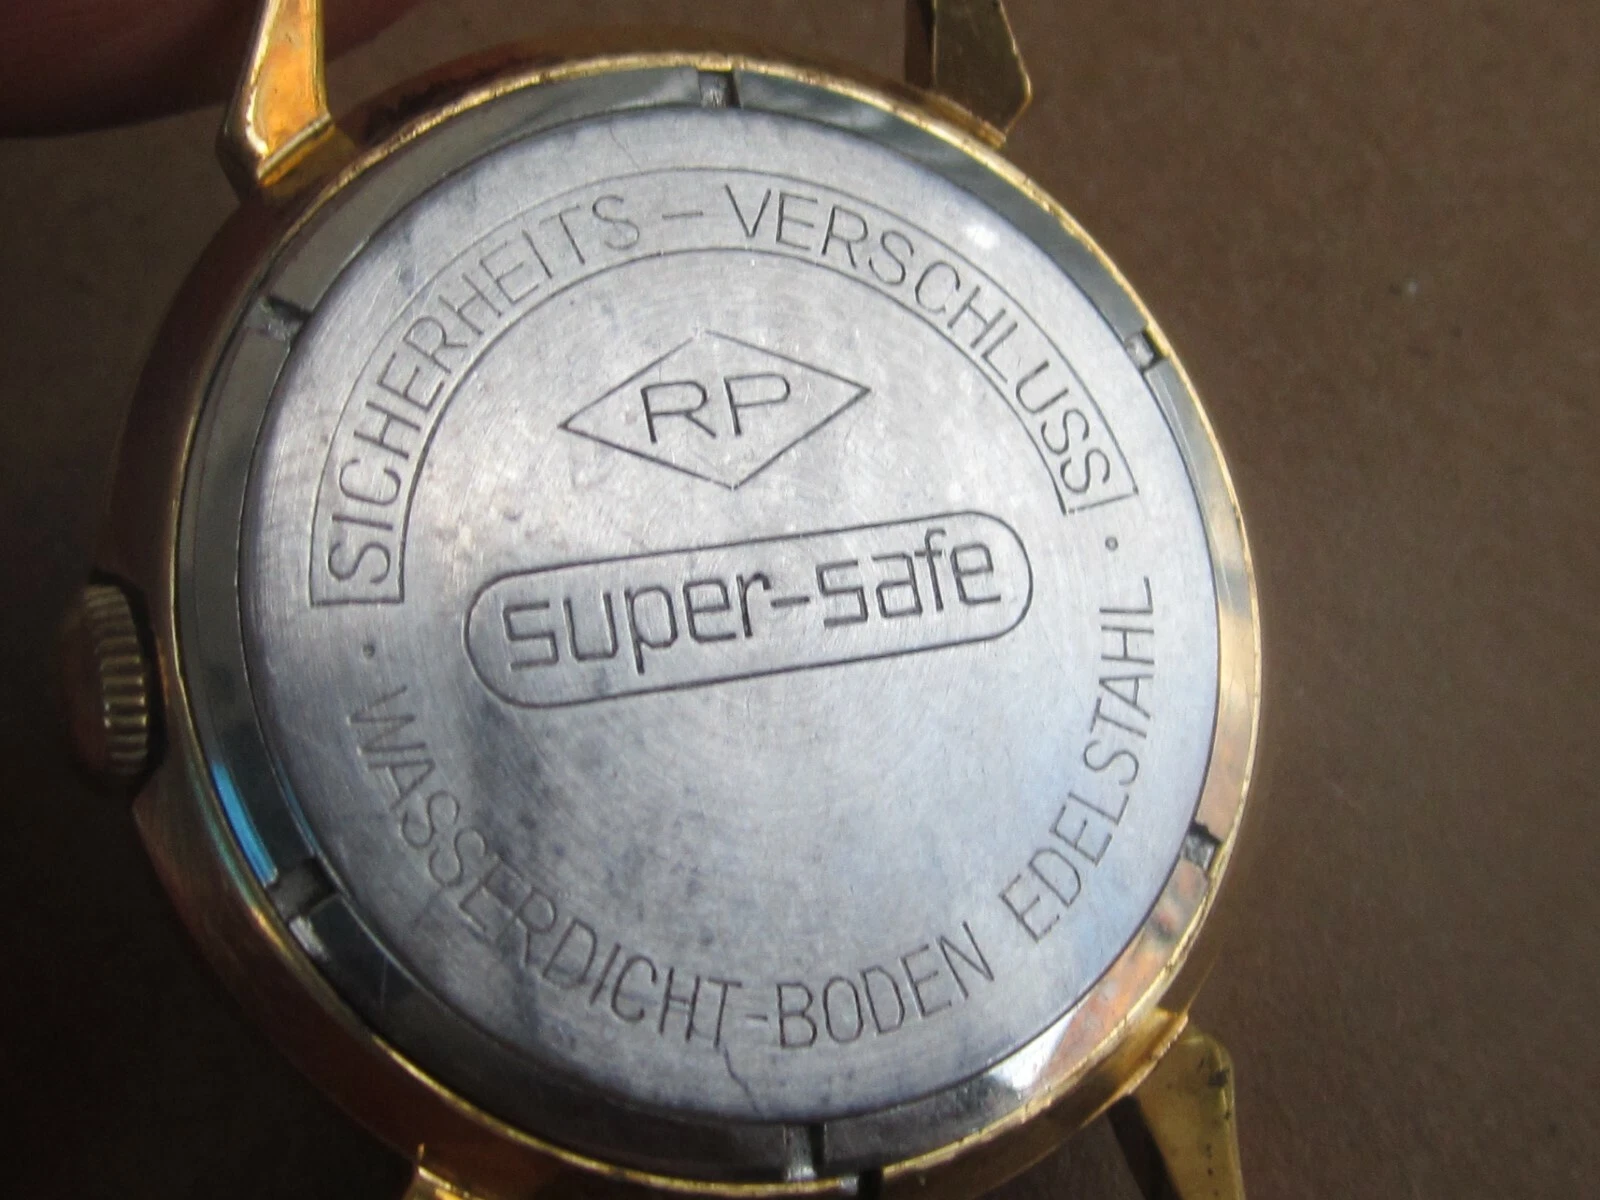 SICHERHEITS - VERSCHLUSS
RP
super-safe
· WASSERDICHT-BODEN EDELSTAHL ·